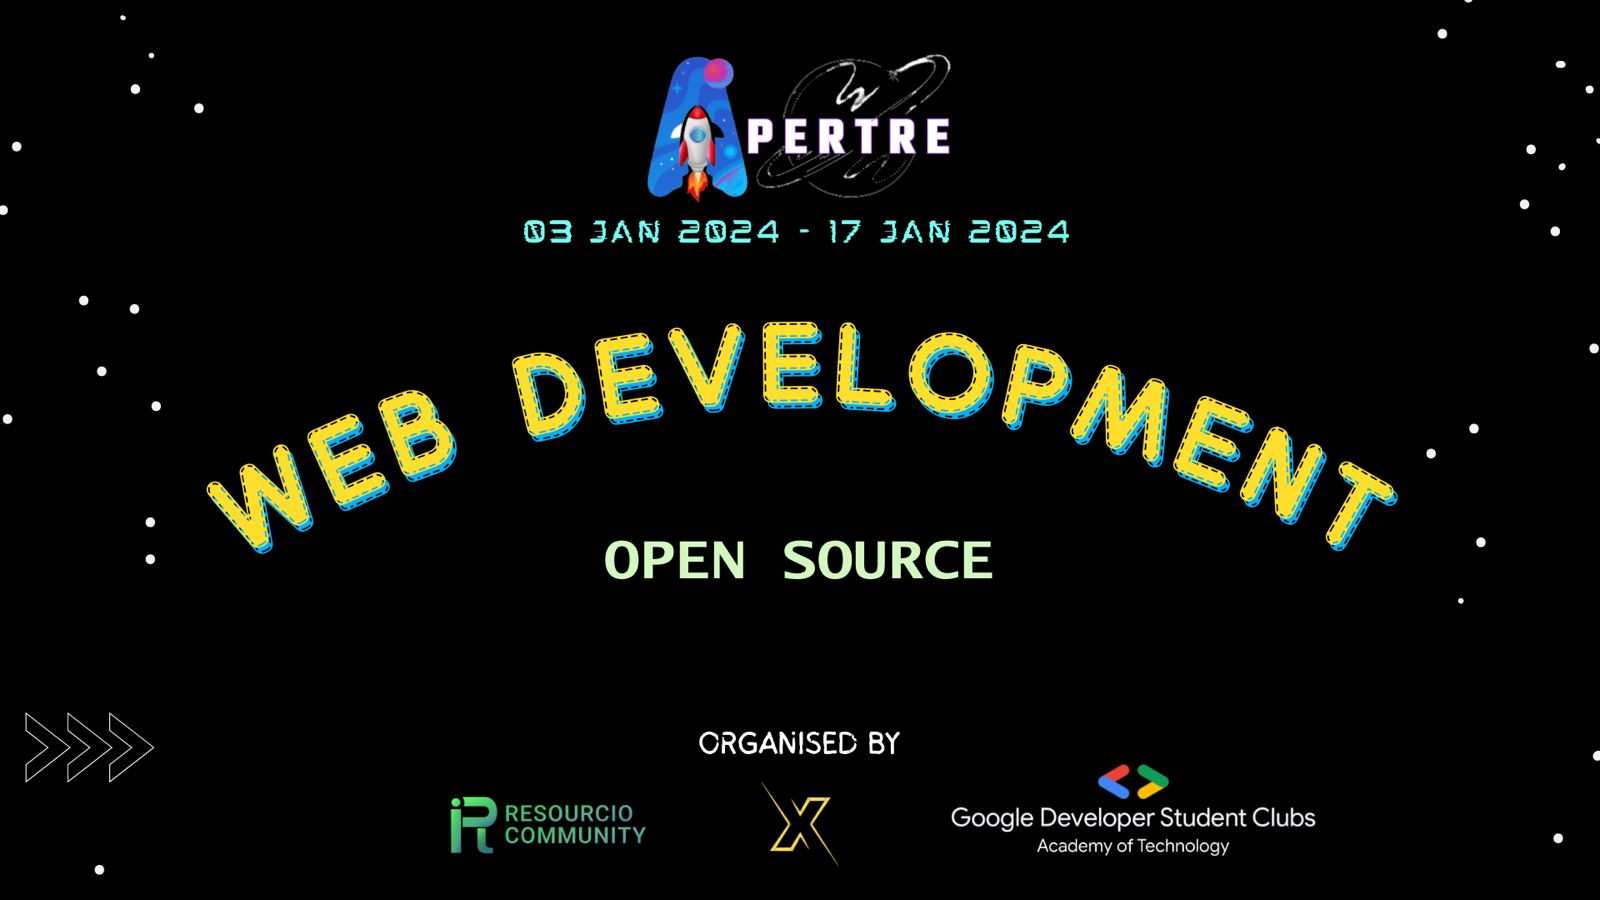 APERTRE
03 JAN 2024 - 17 JAN 2024
WEB DEVELOPMENT
OPEN SOURCE
ORGANISED BY
RESOURCIO
COMMUNITY
X
Google Developer Student Clubs
Academy of Technology